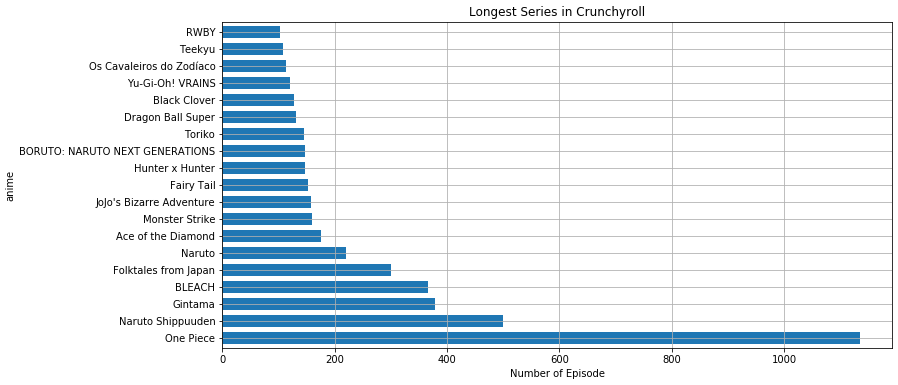 Longest Series in Crunchyroll
RWBY
Teekyu
Os Cavaleiros do Zodíaco
Yu-Gi-Oh! VRAINS
Black Clover
Dragon Ball Super
Toriko
BORUTO: NARUTO NEXT GENERATIONS
Hunter x Hunter
Fairy Tail
JoJo's Bizarre Adventure
Monster Strike
Ace of the Diamond
Naruto
Folktales from Japan
BLEACH
Gintama
Naruto Shippuuden
One Piece
anime
0 200 400 600 800 1000
Number of Episode